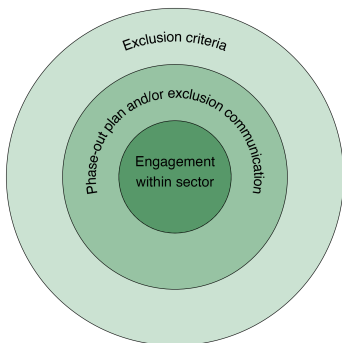 Exclusion criteria
Phase-out plan and/or exclusion communication
Engagement
within sector